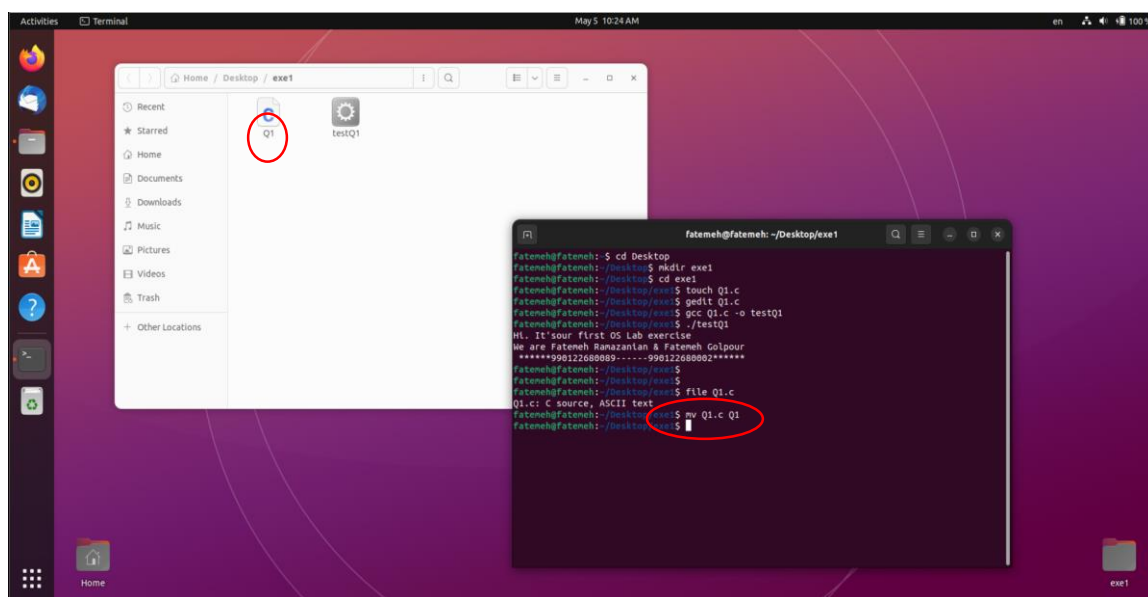 Activities
Terminal
May 5 10:24 AM
en
100 %
Home / Desktop / exe1
Recent
Starred
Home
Documents
Downloads
Music
Pictures
Videos
Trash
+ Other Locations
Q1
testQ1
fatemeh@fatemeh: ~/Desktop/exe1
fatemeh@fatemeh:~$ cd Desktop
fatemeh@fatemeh:~/Desktop$ mkdir exe1
fatemeh@fatemeh:~/Desktop$ cd exe1
fatemeh@fatemeh:~/Desktop/exe1$ touch Q1.c
fatemeh@fatemeh:~/Desktop/exe1$ gedit Q1.c
fatemeh@fatemeh:~/Desktop/exe1$ gcc Q1.c -o testQ1
fatemeh@fatemeh:~/Desktop/exe1$ ./testQ1
Hi. It'sour first OS Lab exercise
We are Fatemeh Ramazanian & Fatemeh Golpour
******990122680089------990122680002******
fatemeh@fatemeh:~/Desktop/exe1$
fatemeh@fatemeh:~/Desktop/exe1$
fatemeh@fatemeh:~/Desktop/exe1$ file Q1.c
Q1.c: C source, ASCII text
fatemeh@fatemeh:~/Desktop/exe1$ mv Q1.c Q1
fatemeh@fatemeh:~/Desktop/exe1$
Home
exe1